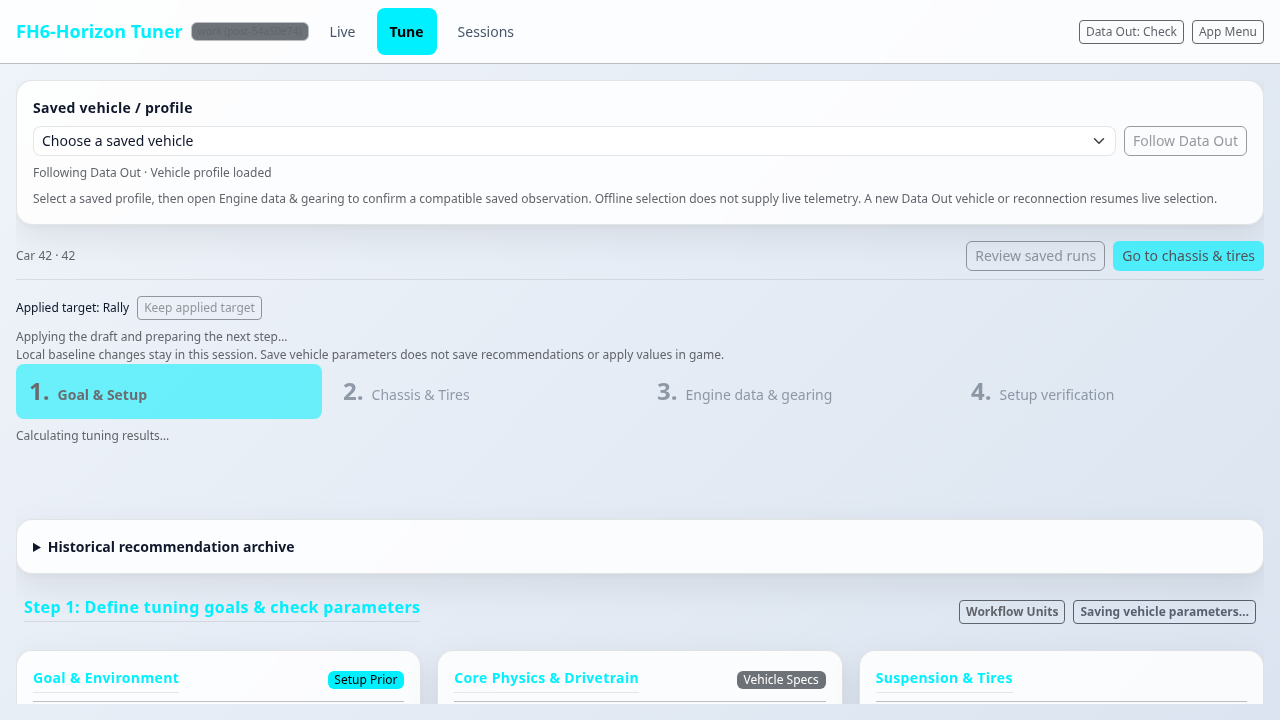 FH6-Horizon Tuner
Live
Tune
Sessions
Data Out: Check
App Menu
Saved vehicle / profile
Choose a saved vehicle
Follow Data Out
Following Data Out · Vehicle profile loaded
Select a saved profile, then open Engine data & gearing to confirm a compatible saved observation. Offline selection does not supply live telemetry. A new Data Out vehicle or reconnection resumes live selection.
Car 42 · 42
Review saved runs
Go to chassis & tires
Applied target: Rally
Keep applied target
Applying the draft and preparing the next step...
Local baseline changes stay in this session. Save vehicle parameters does not save recommendations or apply values in game.
1. Goal & Setup
2. Chassis & Tires
3. Engine data & gearing
4. Setup verification
Calculating tuning results...
Historical recommendation archive
Step 1: Define tuning goals & check parameters
Workflow Units
Saving vehicle parameters...
Goal & Environment
Setup Prior
Core Physics & Drivetrain
Vehicle Specs
Suspension & Tires